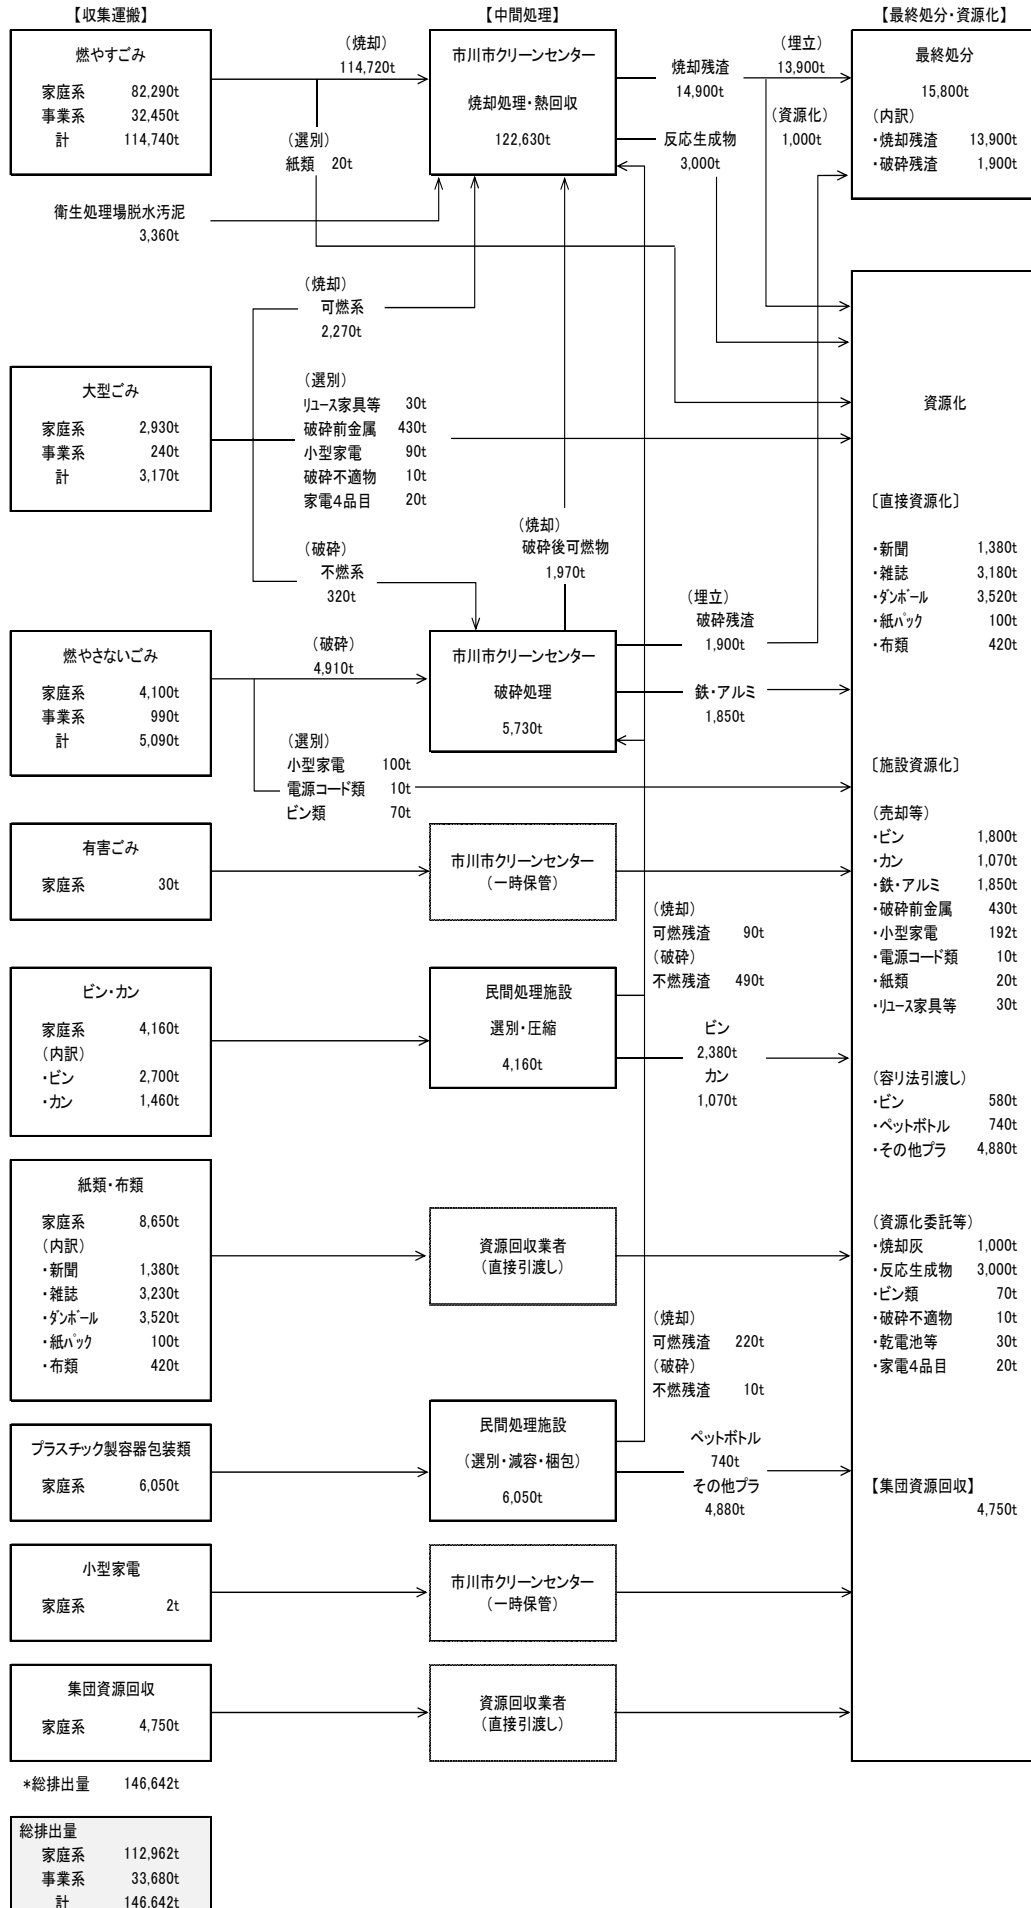 【収集運搬】
【中間処理】
【最終処分・資源化】
燃やすごみ
家庭系 82,290t
事業系 32,450t
計 114,740t
（焼却）
114,720t
（選別）
紙類 20t
市川市クリーンセンター
焼却処理・熱回収
122,630t
焼却残渣
14,900t
反応生成物
3,000t
（埋立）
13,900t
（資源化）
1,000t
最終処分
15,800t
（内訳）
・焼却残渣 13,900t
・破砕残渣 1,900t
衛生処理場脱水汚泥
3,360t
（焼却）
可燃系
2,270t
大型ごみ
家庭系 2,930t
事業系 240t
計 3,170t
（選別）
リユース家具等 30t
破砕前金属 430t
小型家電 90t
破砕不適物 10t
家電4品目 20t
（破砕）
不燃系
320t
（焼却）
破砕後可燃物
1,970t
燃やさないごみ
家庭系 4,100t
事業系 990t
計 5,090t
（破砕）
4,910t
（選別）
小型家電 100t
電源コード類 10t
ビン類 70t
市川市クリーンセンター
破砕処理
5,730t
（埋立）
破砕残渣
1,900t
鉄・アルミ
1,850t
有害ごみ
家庭系 30t
市川市クリーンセンター
（一時保管）
（焼却）
可燃残渣 90t
（破砕）
不燃残渣 490t
ビン・カン
家庭系 4,160t
（内訳）
・ビン 2,700t
・カン 1,460t
民間処理施設
選別・圧縮
4,160t
ビン
2,380t
カン
1,070t
紙類・布類
家庭系 8,650t
（内訳）
・新聞 1,380t
・雑誌 3,230t
・ダンボール 3,520t
・紙パック 100t
・布類 420t
資源回収業者
（直接引渡し）
（焼却）
可燃残渣 220t
（破砕）
不燃残渣 10t
プラスチック製容器包装類
家庭系 6,050t
民間処理施設
（選別・減容・梱包）
6,050t
ペットボトル
740t
その他プラ
4,880t
小型家電
家庭系 2t
市川市クリーンセンター
（一時保管）
集団資源回収
家庭系 4,750t
資源回収業者
（直接引渡し）
資源化
〔直接資源化〕
・新聞 1,380t
・雑誌 3,180t
・ダンボール 3,520t
・紙パック 100t
・布類 420t
〔施設資源化〕
（売却等）
・ビン 1,800t
・カン 1,070t
・鉄・アルミ 1,850t
・破砕前金属 430t
・小型家電 192t
・電源コード類 10t
・紙類 20t
・リユース家具等 30t
（容リ法引渡し）
・ビン 580t
・ペットボトル 740t
・その他プラ 4,880t
（資源化委託等）
・焼却灰 1,000t
・反応生成物 3,000t
・ビン類 70t
・破砕不適物 10t
・乾電池等 30t
・家電4品目 20t
【集団資源回収】
4,750t
*総排出量 146,642t
総排出量
家庭系 112,962t
事業系 33,680t
計 146,642t